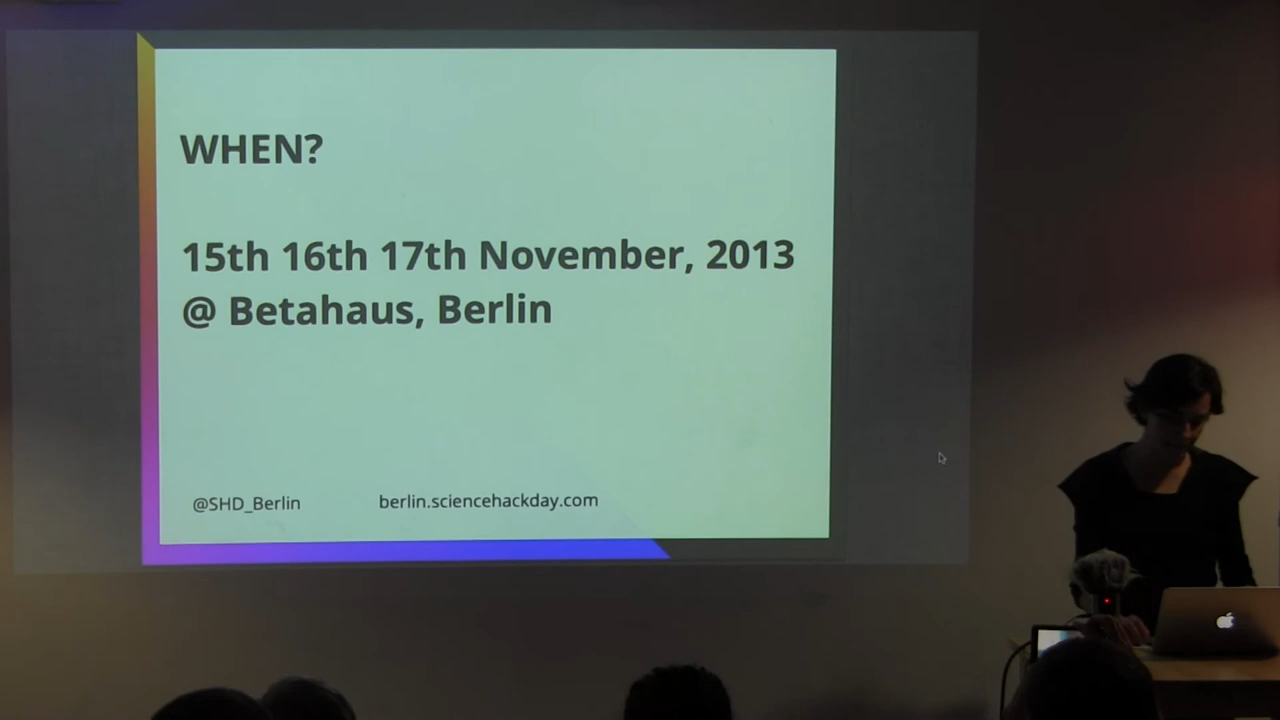 WHEN?
15th 16th 17th November, 2013
@ Betahaus, Berlin
@SHD_Berlin
berlin.sciencehackday.com